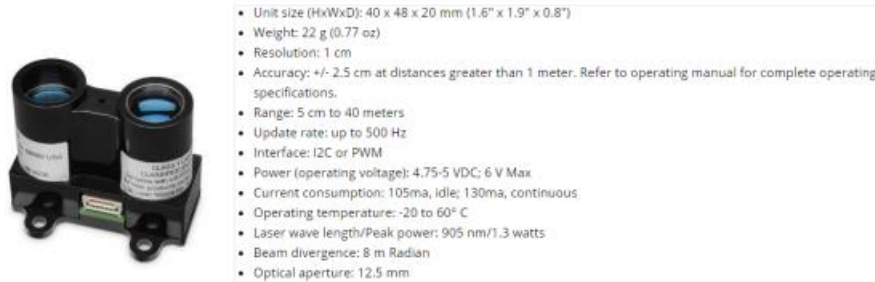 • Unit size (HxWxD): 40 x 48 x 20 mm (1.6" x 1.9" x 0.8")
• Weight: 22 g (0.77 oz)
• Resolution: 1 cm
• Accuracy: +/- 2.5 cm at distances greater than 1 meter. Refer to operating manual for complete operating
specifications.
• Range: 5 cm to 40 meters
• Update rate: up to 500 Hz
• Interface: I2C or PWM
• Power (operating voltage): 4.75-5 VDC; 6 V Max
• Current consumption: 105ma, idle; 130ma, continuous
• Operating temperature: -20 to 60° C
• Laser wave length/Peak power: 905 nm/1.3 watts
• Beam divergence: 8 m Radian
• Optical aperture: 12.5 mm